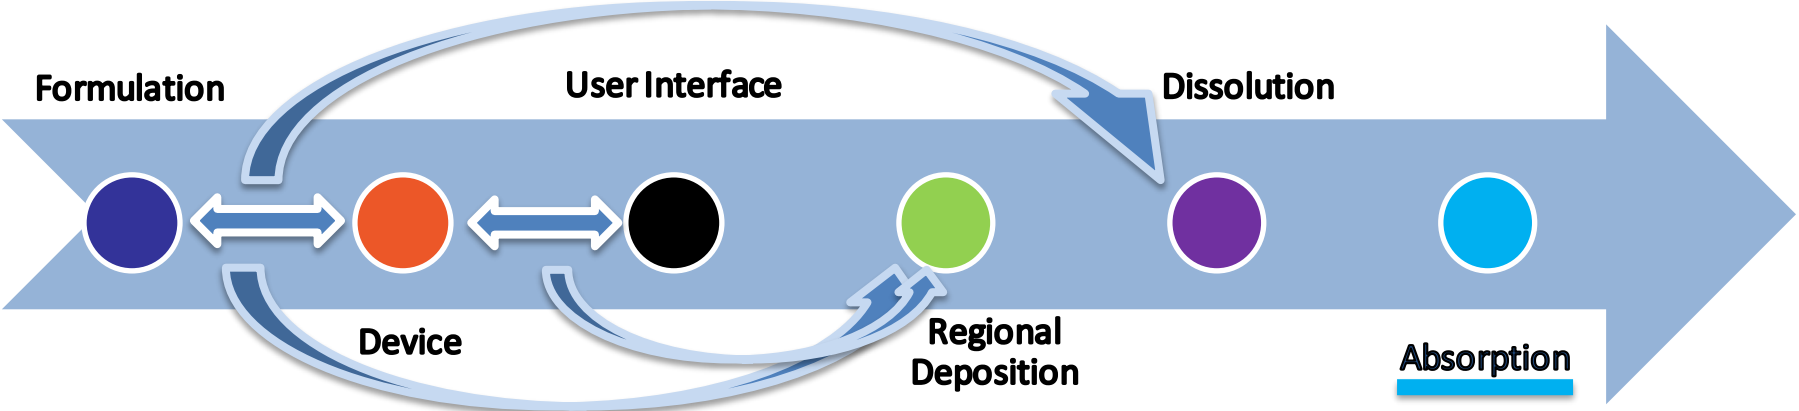 Formulation
User Interface
Dissolution
Device
Regional
Deposition
Absorption